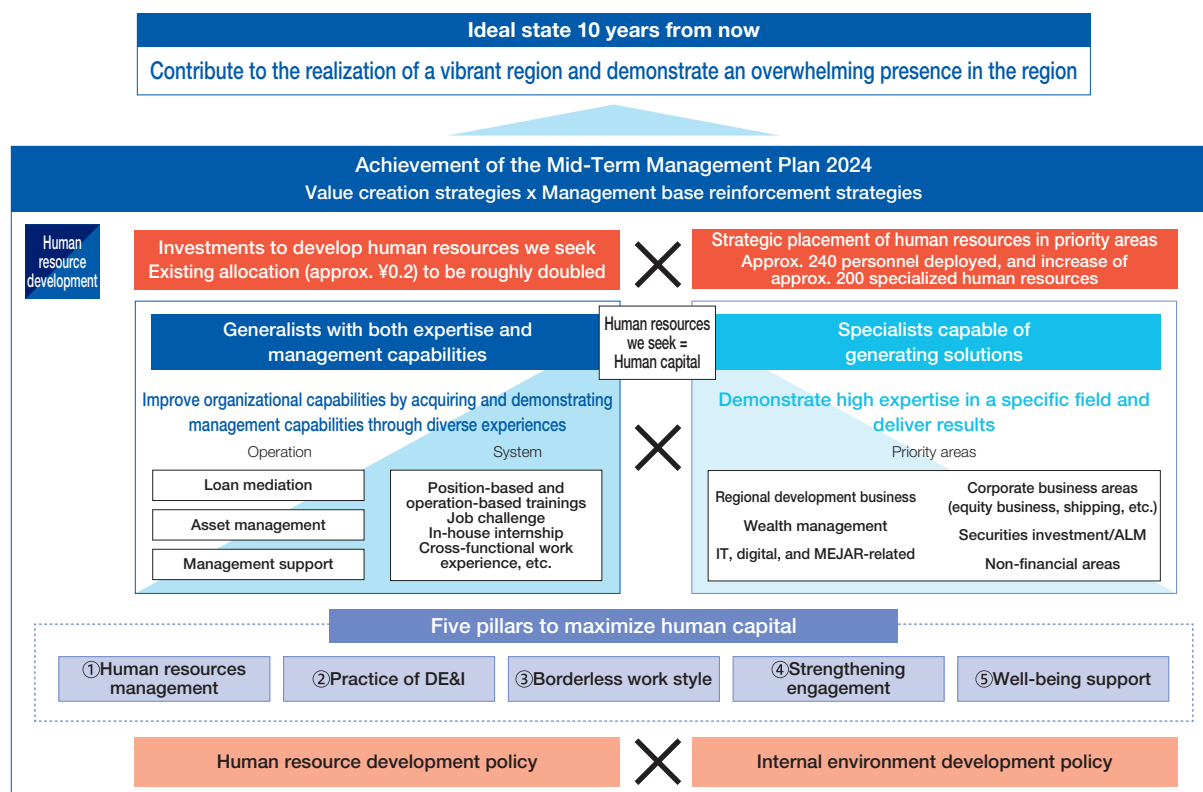 Ideal state 10 years from now
Contribute to the realization of a vibrant region and demonstrate an overwhelming presence in the region
Achievement of the Mid-Term Management Plan 2024
Value creation strategies x Management base reinforcement strategies
Human
resource
development
Investments to develop human resources we seek
Existing allocation (approx. ¥0.2) to be roughly doubled
Strategic placement of human resources in priority areas
Approx. 240 personnel deployed, and increase of
approx. 200 specialized human resources
Generalists with both expertise and
management capabilities
Human resources
we seek =
Human capital
Specialists capable of
generating solutions
Improve organizational capabilities by acquiring and demonstrating
management capabilities through diverse experiences
Operation
Loan mediation
Asset management
Management support
System
Position-based and
operation-based trainings
Job challenge
In-house internship
Cross-functional work
experience, etc.
Demonstrate high expertise in a specific field and
deliver results
Priority areas
Regional development business
Wealth management
IT, digital, and MEJAR-related
Corporate business areas
(equity business, shipping, etc.)
Securities investment/ALM
Non-financial areas
Five pillars to maximize human capital
①Human resources
management
②Practice of DE&I
③Borderless work style
④Strengthening
engagement
⑤Well-being support
Human resource development policy
Internal environment development policy